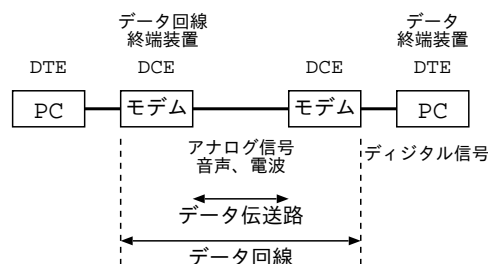 データ回線
終端装置
データ
終端装置
DTE
DCE
DCE
DTE
PC
モデム
モデム
PC
アナログ信号
音声、電波
ディジタル信号
データ伝送路
データ回線